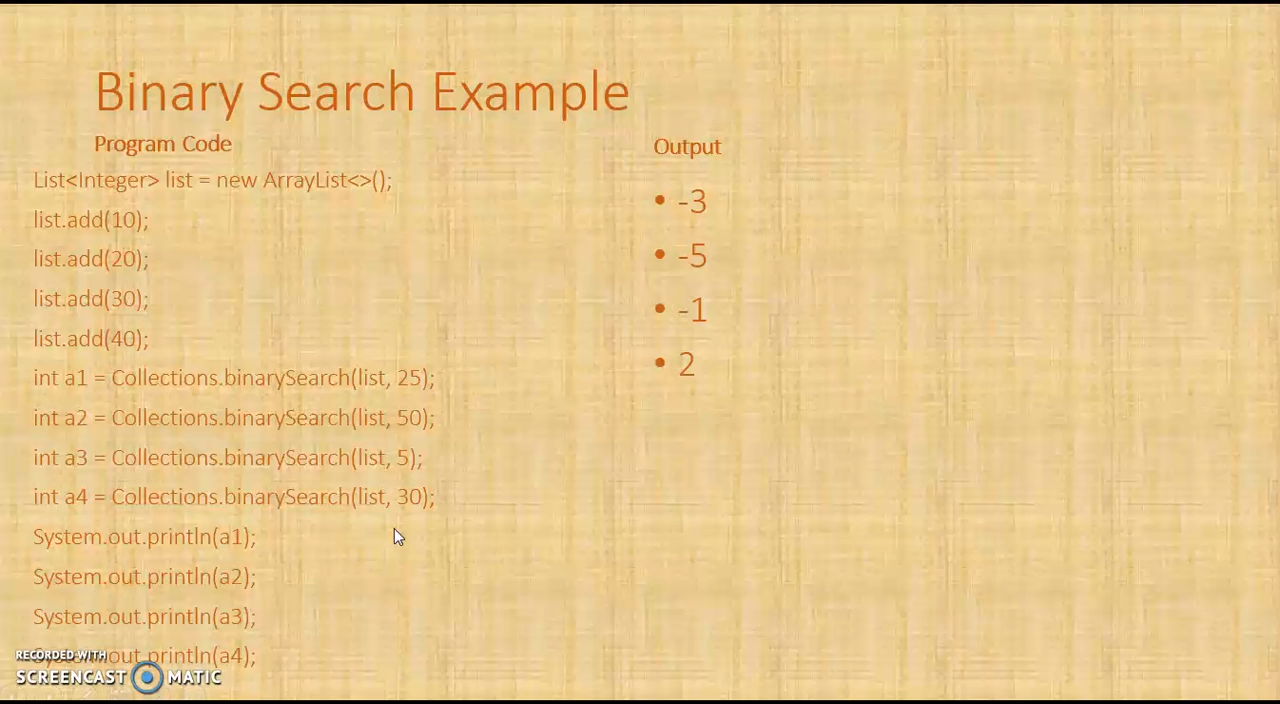 Binary Search Example
Program Code
List<Integer> list = new ArrayList<>();
list.add(10);
list.add(20);
list.add(30);
list.add(40);
int a1 = Collections.binarySearch(list, 25);
int a2 = Collections.binarySearch(list, 50);
int a3 = Collections.binarySearch(list, 5);
int a4 = Collections.binarySearch(list, 30);
System.out.println(a1);
System.out.println(a2);
System.out.println(a3);
System.out.println(a4);
Output
• -3
• -5
• -1
• 2
RECORDED WITH
SCREENCAST MATIC